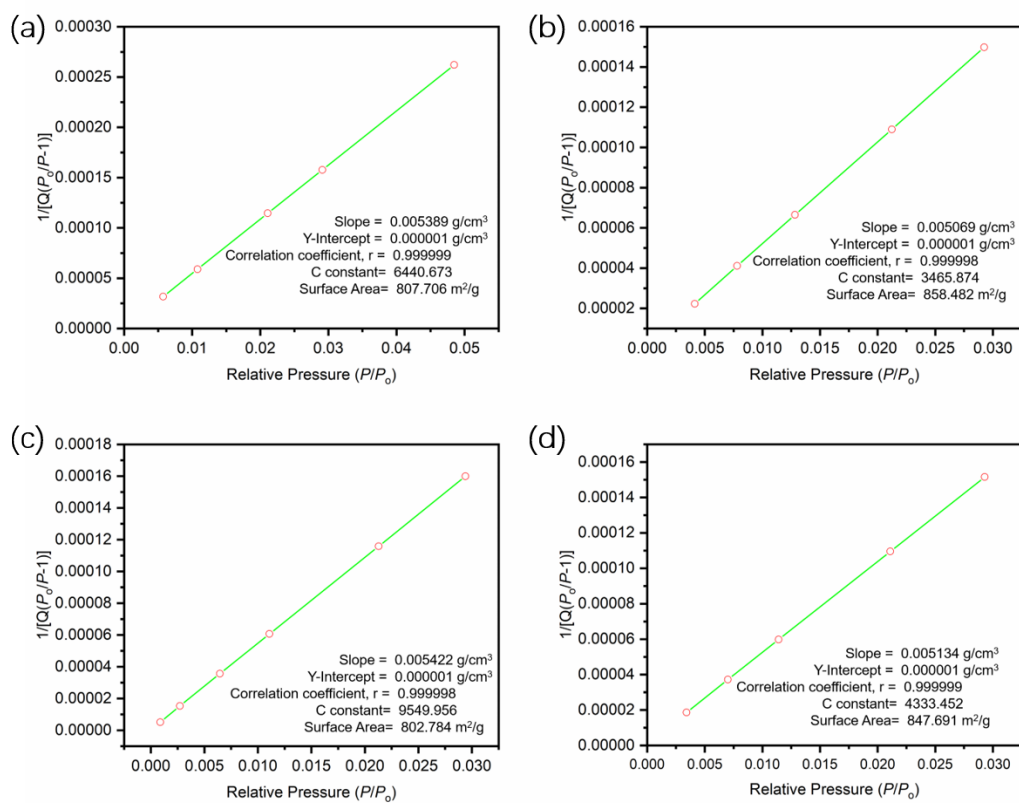 (a)
0.00030
0.00025
0.00020
0.00015
0.00010
0.00005
0.00000
1/[Q(Pₒ/P-1)]
Slope = 0.005389 g/cm³
Y-Intercept = 0.000001 g/cm³
Correlation coefficient, r = 0.999999
C constant= 6440.673
Surface Area= 807.706 m²/g
0.00 0.01 0.02 0.03 0.04 0.05
Relative Pressure (P/Pₒ)
(b)
0.00016
0.00014
0.00012
0.00010
0.00008
0.00006
0.00004
0.00002
1/[Q(Pₒ/P-1)]
Slope = 0.005069 g/cm³
Y-Intercept = 0.000001 g/cm³
Correlation coefficient, r = 0.999998
C constant= 3465.874
Surface Area= 858.482 m²/g
0.000 0.005 0.010 0.015 0.020 0.025 0.030
Relative Pressure (P/Pₒ)
(c)
0.00018
0.00016
0.00014
0.00012
0.00010
0.00008
0.00006
0.00004
0.00002
0.00000
1/[Q(Pₒ/P-1)]
Slope = 0.005422 g/cm³
Y-Intercept = 0.000001 g/cm³
Correlation coefficient, r = 0.999998
C constant= 9549.956
Surface Area= 802.784 m²/g
0.000 0.005 0.010 0.015 0.020 0.025 0.030
Relative Pressure (P/Pₒ)
(d)
0.00016
0.00014
0.00012
0.00010
0.00008
0.00006
0.00004
0.00002
0.00000
1/[Q(Pₒ/P-1)]
Slope = 0.005134 g/cm³
Y-Intercept = 0.000001 g/cm³
Correlation coefficient, r = 0.999999
C constant= 4333.452
Surface Area= 847.691 m²/g
0.000 0.005 0.010 0.015 0.020 0.025 0.030
Relative Pressure (P/Pₒ)